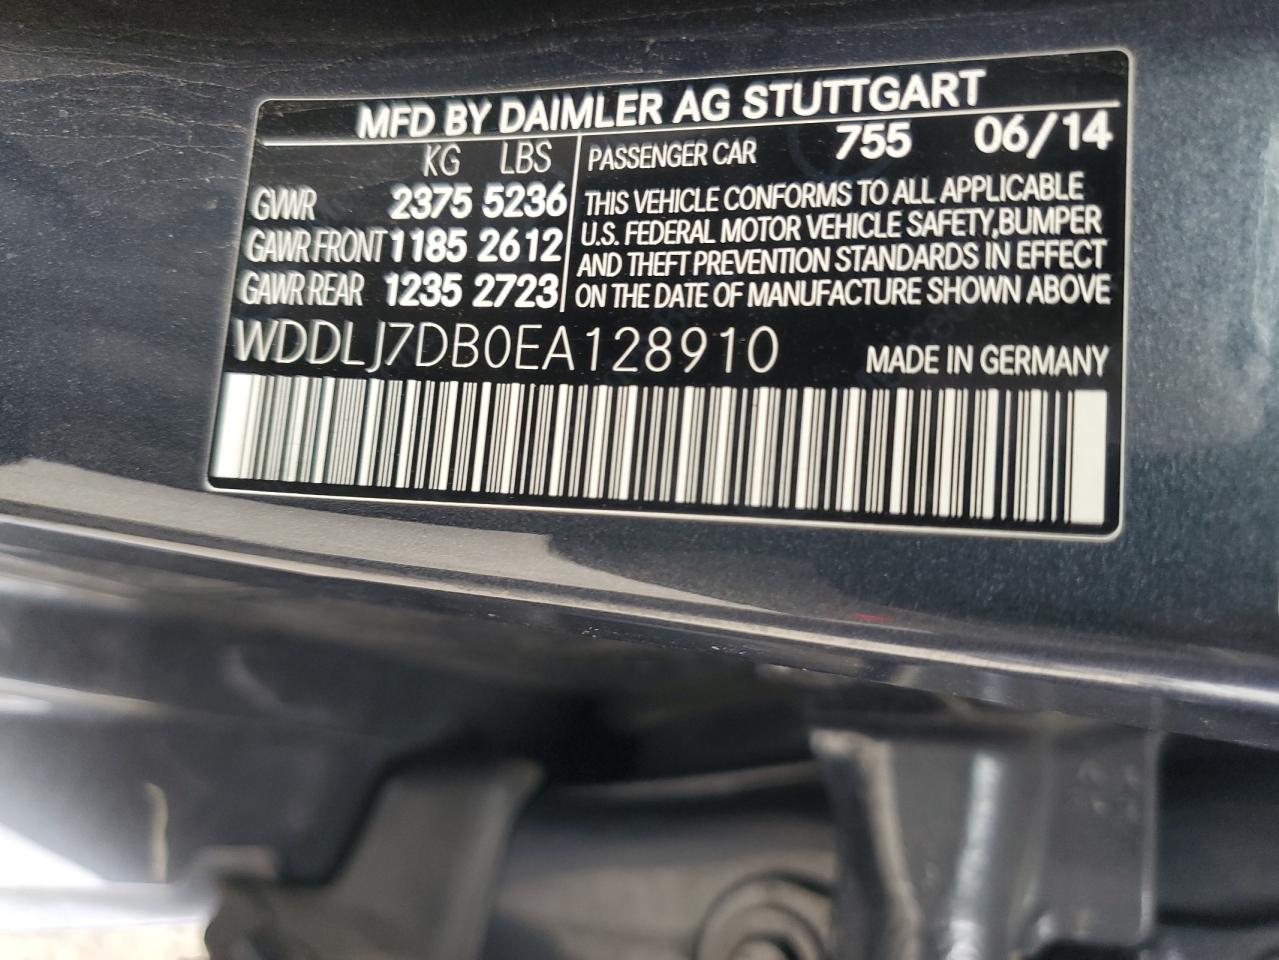 MFD BY DAIMLER AG STUTTGART
KG LBS
GVWR 2375 5236
GAWR FRONT 1185 2612
GAWR REAR 1235 2723
PASSENGER CAR 755 06/14
THIS VEHICLE CONFORMS TO ALL APPLICABLE
U.S. FEDERAL MOTOR VEHICLE SAFETY,BUMPER
AND THEFT PREVENTION STANDARDS IN EFFECT
ON THE DATE OF MANUFACTURE SHOWN ABOVE
WDDLJ7DB0EA128910
MADE IN GERMANY